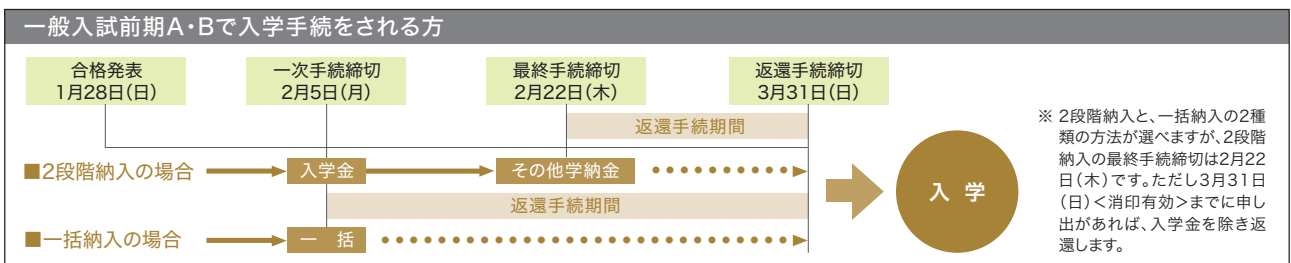 一般入試前期A・Bで入学手続をされる方
合格発表
1月28日(日)
一次手続締切
2月5日(月)
最終手続締切
2月22日(木)
返還手続締切
3月31日(日)
返還手続期間
■2段階納入の場合
入学金
その他学納金
返還手続期間
■一括納入の場合
一 括
入 学
※ 2段階納入と、一括納入の2種
類の方法が選べますが、2段階
納入の最終手続締切は2月22
日(木)です。ただし3月31日
(日)<消印有効>までに申し
出があれば、入学金を除き返
還します。